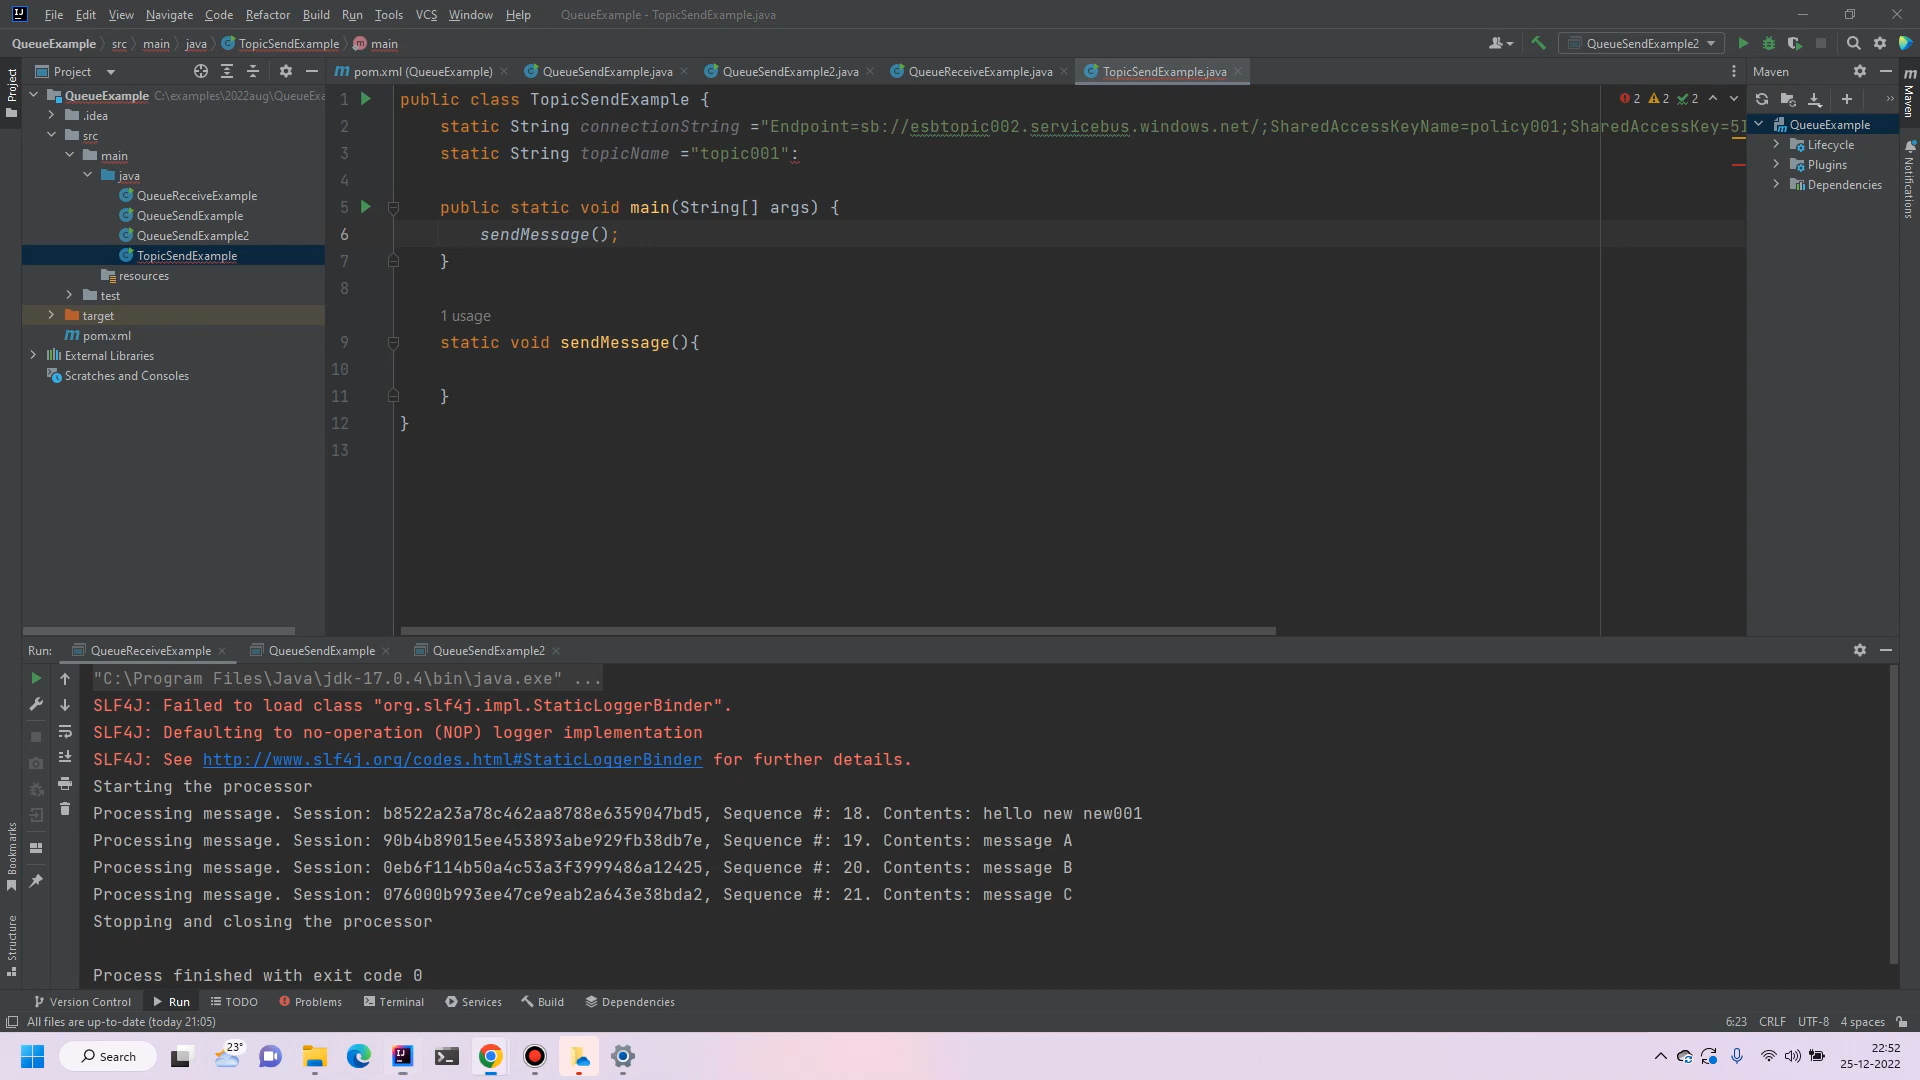 File Edit View Navigate Code Refactor Build Run Tools VCS Window Help QueueExample - TopicSendExample.java
QueueExample src main java TopicSendExample main QueueSendExample2
Project
pom.xml (QueueExample) QueueSendExample.java QueueSendExample2.java QueueReceiveExample.java TopicSendExample.java
Maven
QueueExample C:\examples\2022aug\QueueExa
.idea
src
main
java
QueueReceiveExample
QueueSendExample
QueueSendExample2
TopicSendExample
resources
test
target
pom.xml
External Libraries
Scratches and Consoles
1 public class TopicSendExample {
2 static String connectionString ="Endpoint=sb://esbtopic002.servicebus.windows.net/;SharedAccessKeyName=policy001;SharedAccessKey=5I
3 static String topicName ="topic001":
4
5 public static void main(String[] args) {
6 sendMessage();
7 }
8
1 usage
9 static void sendMessage(){
10
11 }
12 }
13
2 2 2
QueueExample
Lifecycle
Plugins
Dependencies
Project
Bookmarks
Structure
Maven
Notifications
Run: QueueReceiveExample QueueSendExample QueueSendExample2
"C:\Program Files\Java\jdk-17.0.4\bin\java.exe" ...
SLF4J: Failed to load class "org.slf4j.impl.StaticLoggerBinder".
SLF4J: Defaulting to no-operation (NOP) logger implementation
SLF4J: See http://www.slf4j.org/codes.html#StaticLoggerBinder for further details.
Starting the processor
Processing message. Session: b8522a23a78c462aa8788e6359047bd5, Sequence #: 18. Contents: hello new new001
Processing message. Session: 90b4b89015ee453893abe929fb38db7e, Sequence #: 19. Contents: message A
Processing message. Session: 0eb6f114b50a4c53a3f3999486a12425, Sequence #: 20. Contents: message B
Processing message. Session: 076000b993ee47ce9eab2a643e38bda2, Sequence #: 21. Contents: message C
Stopping and closing the processor
Process finished with exit code 0
Version Control Run TODO Problems Terminal Services Build Dependencies
All files are up-to-date (today 21:05) 6:23 CRLF UTF-8 4 spaces
Search 23° 22:52
25-12-2022